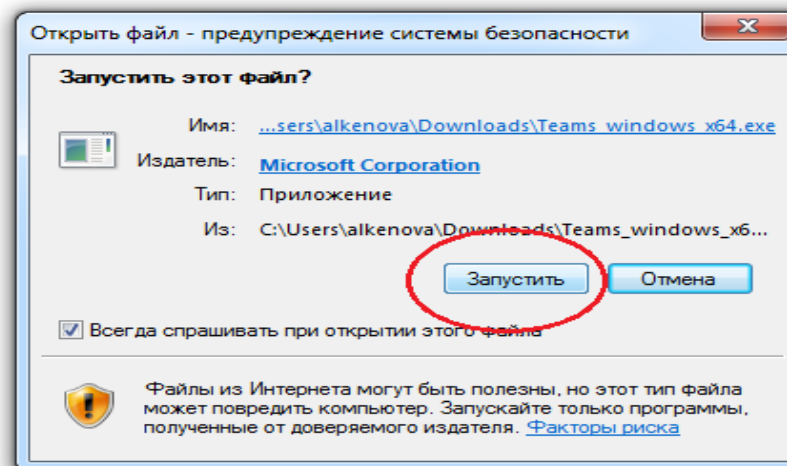 Открыть файл - предупреждение системы безопасности
Запустить этот файл?
Имя: ...sers\alkenova\Downloads\Teams_windows_x64.exe
Издатель: Microsoft Corporation
Тип: Приложение
Из: C:\Users\alkenova\Downloads\Teams_windows_x6...
Запустить Отмена
Всегда спрашивать при открытии этого файла
Файлы из Интернета могут быть полезны, но этот тип файла
может повредить компьютер. Запускайте только программы,
полученные от доверяемого издателя. Факторы риска